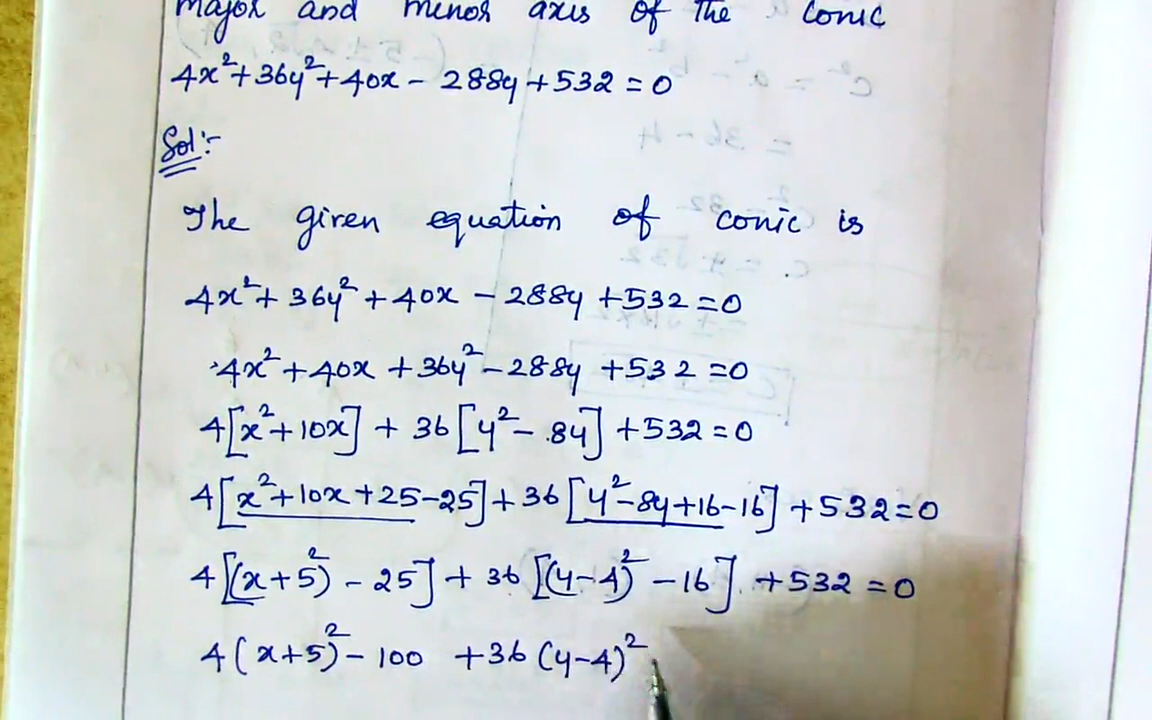 major and minor axis of the conic
4x²+36y²+40x - 288y+532=0
Sol:-
The given equation of conic is
4x²+ 36y² +40x - 288y +532=0
4x² +40x +36y² - 288y +532 =0
4[x²+10x] + 36[y²- 8y] +532=0
4[x²+10x+25-25]+36[y²-8y+16-16] +532=0
4[(x+5)² - 25] + 36 [(y-4)² -16] +532 =0
4(x+5)² - 100 +36(y-4)²